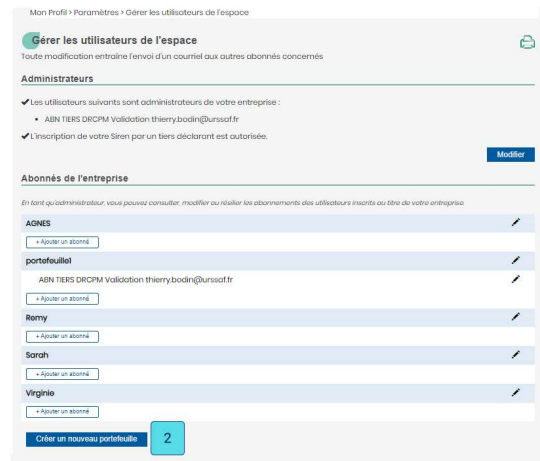 Mon Profil > Paramètres > Gérer les utilisateurs de l'espace
Gérer les utilisateurs de l'espace
Toute modification entraîne l'envoi d'un courriel aux autres abonnés concernés
Administrateurs
✔Les utilisateurs suivants sont administrateurs de votre entreprise :
• ABN TIERS DRCPM Validation thierry.bodin@urssaf.fr
✔L'inscription de votre Siren par un tiers déclarant est autorisée.
Modifier
Abonnés de l'entreprise
En tant qu'administrateur, vous pouvez consulter, modifier ou résilier les abonnements des utilisateurs inscrits au titre de votre entreprise.
AGNES
+ Ajouter un abonné
portefeuille1
ABN TIERS DRCPM Validation thierry.bodin@urssaf.fr
+ Ajouter un abonné
Remy
+ Ajouter un abonné
Sarah
+ Ajouter un abonné
Virginie
+ Ajouter un abonné
Créer un nouveau portefeuille 2